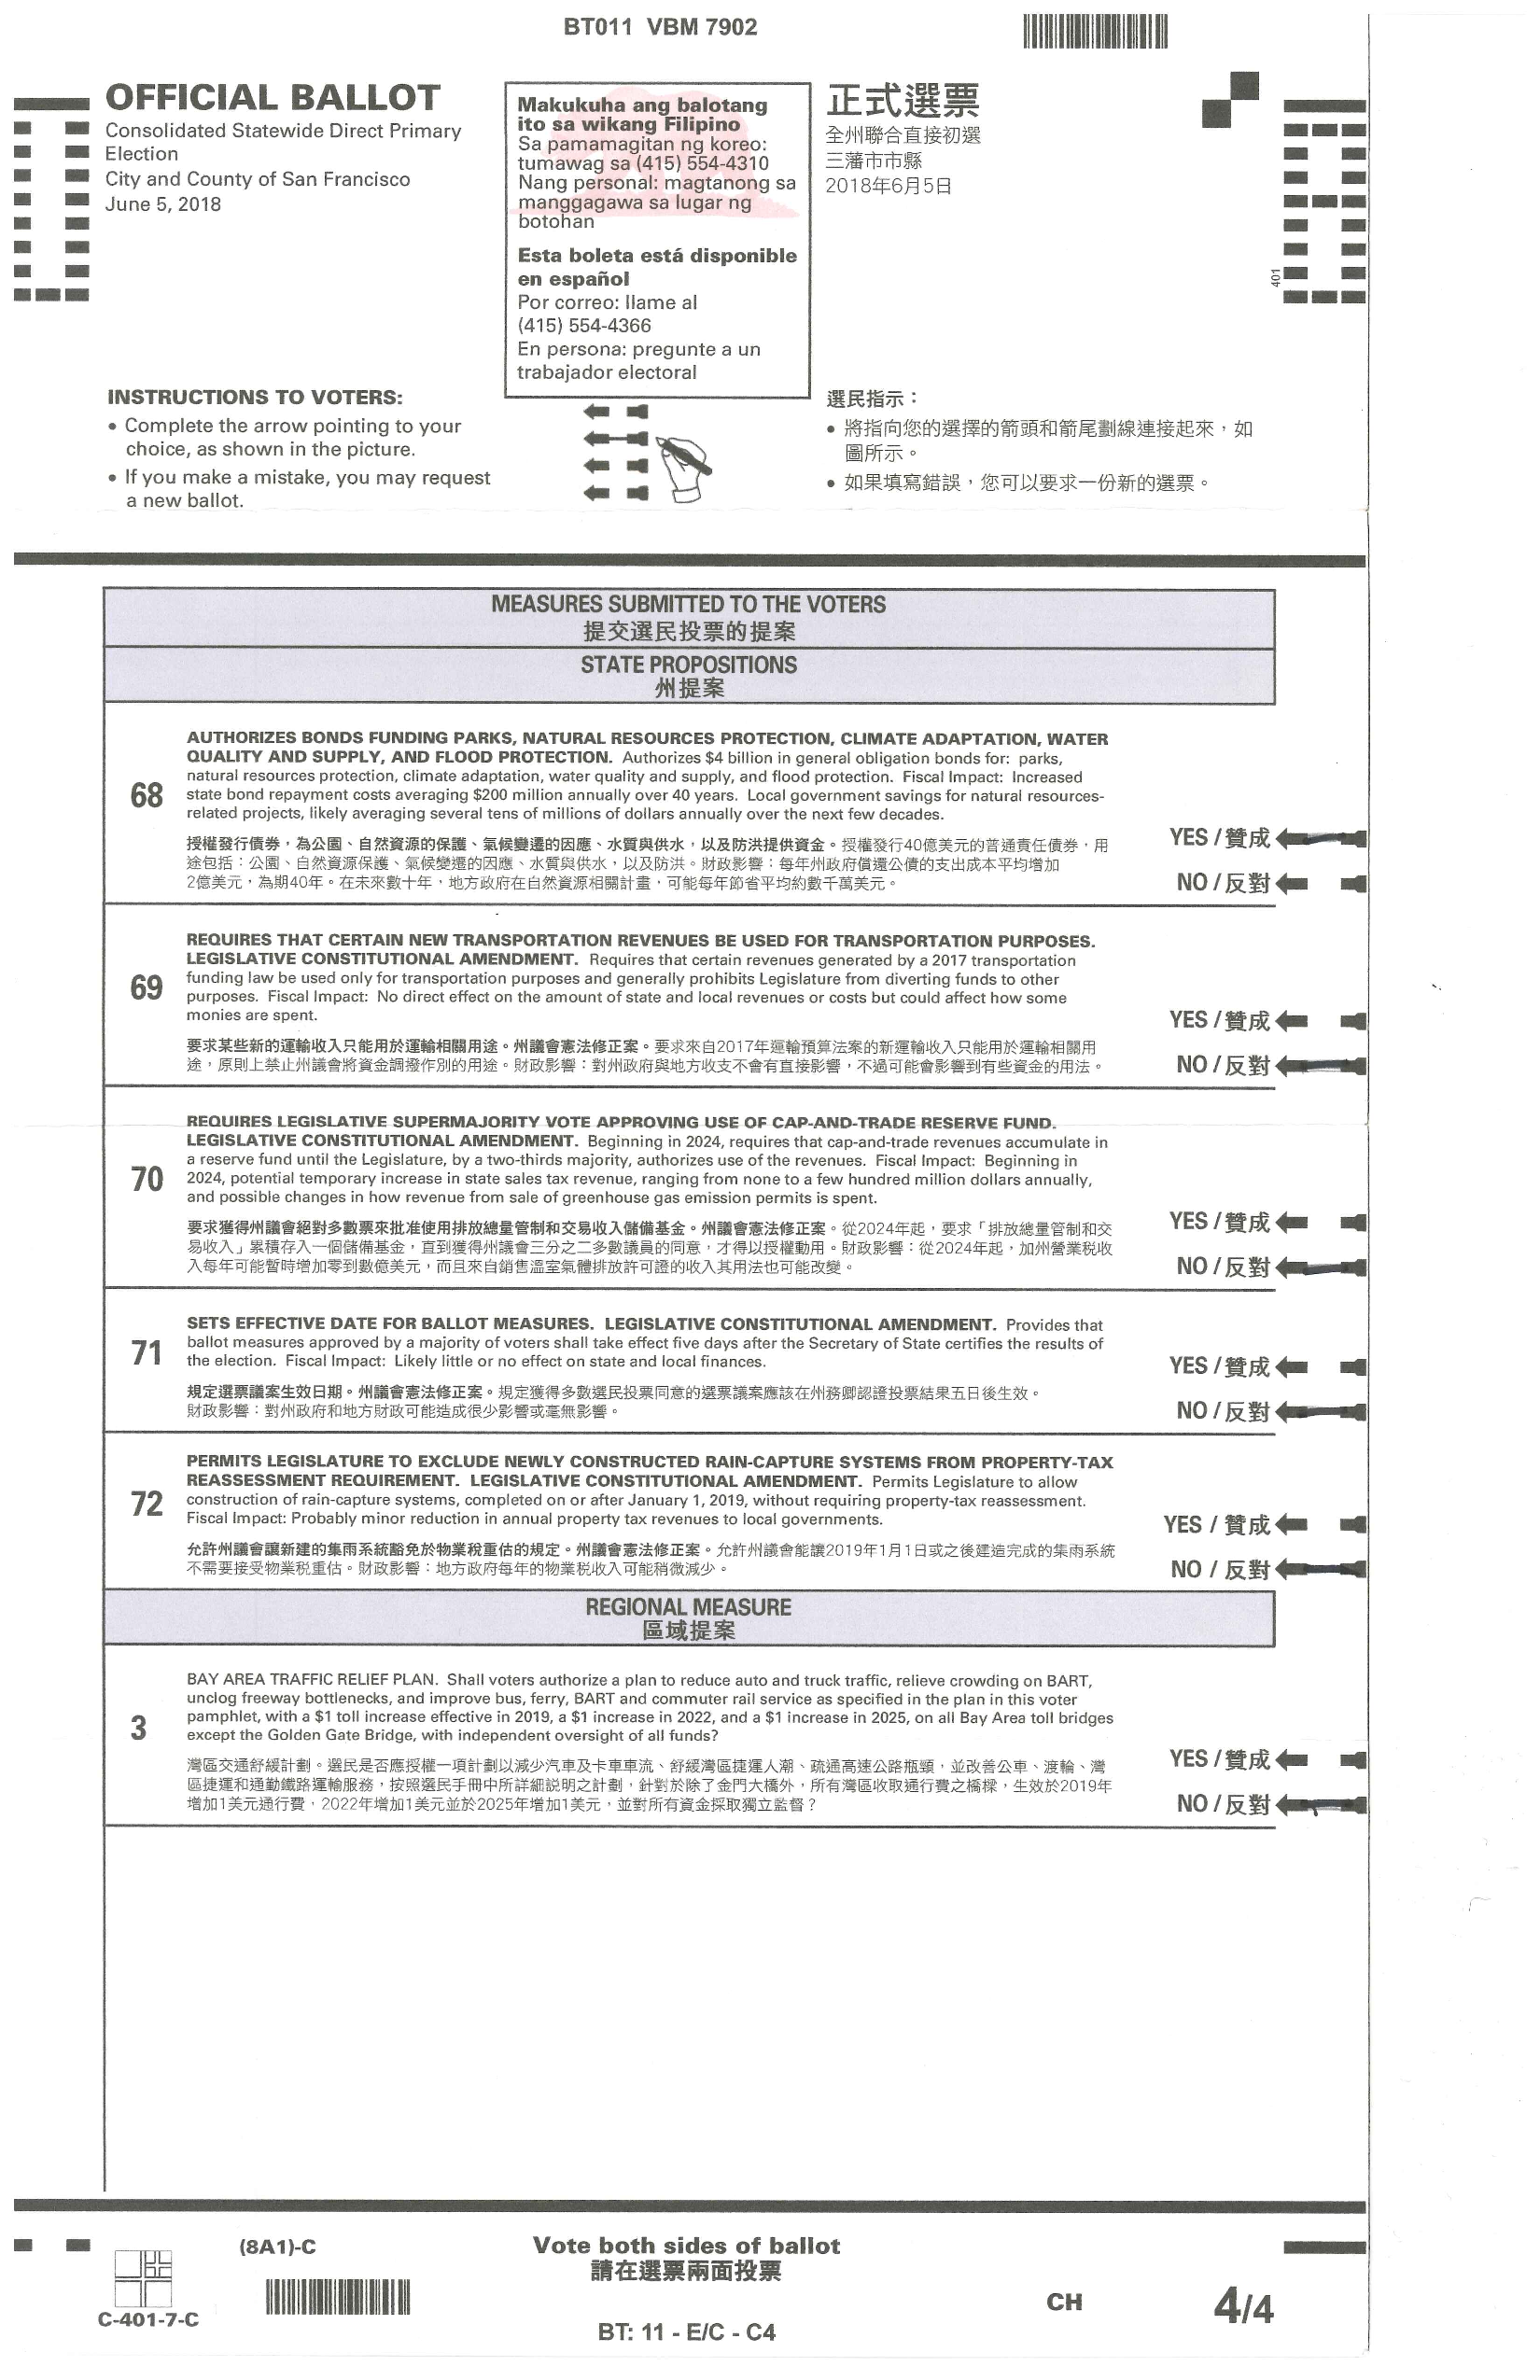 BT011 VBM 7902
OFFICIAL BALLOT
Consolidated Statewide Direct Primary
Election
City and County of San Francisco
June 5, 2018
Makukuha ang balotang
ito sa wikang Filipino
Sa pamamagitan ng koreo:
tumawag sa (415) 554-4310
Nang personal: magtanong sa
manggagawa sa lugar ng
botohan
Esta boleta está disponible
en español
Por correo: llame al
(415) 554-4366
En persona: pregunte a un
trabajador electoral
正式選票
全州聯合直接初選
三藩市市縣
2018年6月5日
401
INSTRUCTIONS TO VOTERS:
• Complete the arrow pointing to your
choice, as shown in the picture.
• If you make a mistake, you may request
a new ballot.
選民指示：
• 將指向您的選擇的箭頭和箭尾劃線連接起來，如
圖所示。
• 如果填寫錯誤，您可以要求一份新的選票。
MEASURES SUBMITTED TO THE VOTERS
提交選民投票的提案
STATE PROPOSITIONS
州提案
68
AUTHORIZES BONDS FUNDING PARKS, NATURAL RESOURCES PROTECTION, CLIMATE ADAPTATION, WATER
QUALITY AND SUPPLY, AND FLOOD PROTECTION. Authorizes $4 billion in general obligation bonds for: parks,
natural resources protection, climate adaptation, water quality and supply, and flood protection. Fiscal Impact: Increased
state bond repayment costs averaging $200 million annually over 40 years. Local government savings for natural resources-
related projects, likely averaging several tens of millions of dollars annually over the next few decades.
授權發行債券，為公園、自然資源的保護、氣候變遷的因應、水質與供水，以及防洪提供資金。授權發行40億美元的普通責任債券，用
途包括：公園、自然資源保護、氣候變遷的因應、水質與供水，以及防洪。財政影響：每年州政府償還公債的支出成本平均增加
2億美元，為期40年。在未來數十年，地方政府在自然資源相關計畫，可能每年節省平均約數千萬美元。
YES / 贊成
NO / 反對
69
REQUIRES THAT CERTAIN NEW TRANSPORTATION REVENUES BE USED FOR TRANSPORTATION PURPOSES.
LEGISLATIVE CONSTITUTIONAL AMENDMENT. Requires that certain revenues generated by a 2017 transportation
funding law be used only for transportation purposes and generally prohibits Legislature from diverting funds to other
purposes. Fiscal Impact: No direct effect on the amount of state and local revenues or costs but could affect how some
monies are spent.
要求某些新的運輸收入只能用於運輸相關用途。州議會憲法修正案。要求來自2017年運輸預算法案的新運輸收入只能用於運輸相關用
途，原則上禁止州議會將資金調撥作別的用途。財政影響：對州政府與地方收支不會有直接影響，不過可能會影響到有些資金的用法。
YES / 贊成
NO / 反對
70
REQUIRES LEGISLATIVE SUPERMAJORITY VOTE APPROVING USE OF CAP-AND-TRADE RESERVE FUND.
LEGISLATIVE CONSTITUTIONAL AMENDMENT. Beginning in 2024, requires that cap-and-trade revenues accumulate in
a reserve fund until the Legislature, by a two-thirds majority, authorizes use of the revenues. Fiscal Impact: Beginning in
2024, potential temporary increase in state sales tax revenue, ranging from none to a few hundred million dollars annually,
and possible changes in how revenue from sale of greenhouse gas emission permits is spent.
要求獲得州議會絕對多數票來批准使用排放總量管制和交易收入儲備基金。州議會憲法修正案。從2024年起，要求「排放總量管制和交
易收入」累積存入一個儲備基金，直到獲得州議會三分之二多數議員的同意，才得以授權動用。財政影響：從2024年起，加州營業稅收
入每年可能暫時增加零到數億美元，而且來自銷售溫室氣體排放許可證的收入其用法也可能改變。
YES / 贊成
NO / 反對
71
SETS EFFECTIVE DATE FOR BALLOT MEASURES. LEGISLATIVE CONSTITUTIONAL AMENDMENT. Provides that
ballot measures approved by a majority of voters shall take effect five days after the Secretary of State certifies the results of
the election. Fiscal Impact: Likely little or no effect on state and local finances.
規定選票議案生效日期。州議會憲法修正案。規定獲得多數選民投票同意的選票議案應該在州務卿認證投票結果五日後生效。
財政影響：對州政府和地方財政可能造成很少影響或毫無影響。
YES / 贊成
NO / 反對
72
PERMITS LEGISLATURE TO EXCLUDE NEWLY CONSTRUCTED RAIN-CAPTURE SYSTEMS FROM PROPERTY-TAX
REASSESSMENT REQUIREMENT. LEGISLATIVE CONSTITUTIONAL AMENDMENT. Permits Legislature to allow
construction of rain-capture systems, completed on or after January 1, 2019, without requiring property-tax reassessment.
Fiscal Impact: Probably minor reduction in annual property tax revenues to local governments.
允許州議會讓新建的集雨系統豁免於物業稅重估的規定。州議會憲法修正案。允許州議會能讓2019年1月1日或之後建造完成的集雨系統
不需要接受物業稅重估。財政影響：地方政府每年的物業稅收入可能稍微減少。
YES / 贊成
NO / 反對
REGIONAL MEASURE
區域提案
3
BAY AREA TRAFFIC RELIEF PLAN. Shall voters authorize a plan to reduce auto and truck traffic, relieve crowding on BART,
unclog freeway bottlenecks, and improve bus, ferry, BART and commuter rail service as specified in the plan in this voter
pamphlet, with a $1 toll increase effective in 2019, a $1 increase in 2022, and a $1 increase in 2025, on all Bay Area toll bridges
except the Golden Gate Bridge, with independent oversight of all funds?
灣區交通舒緩計劃。選民是否應授權一項計劃以減少汽車及卡車車流、舒緩灣區捷運人潮、疏通高速公路瓶頸，並改善公車、渡輪、灣
區捷運和通勤鐵路運輸服務，按照選民手冊中所詳細説明之計劃，針對於除了金門大橋外，所有灣區收取通行費之橋樑，生效於2019年
增加1美元通行費，2022年增加1美元並於2025年增加1美元，並對所有資金採取獨立監督？
YES / 贊成
NO / 反對
(8A1)-C
Vote both sides of ballot
請在選票兩面投票
C-401-7-C
CH
4/4
BT: 11 - E/C - C4